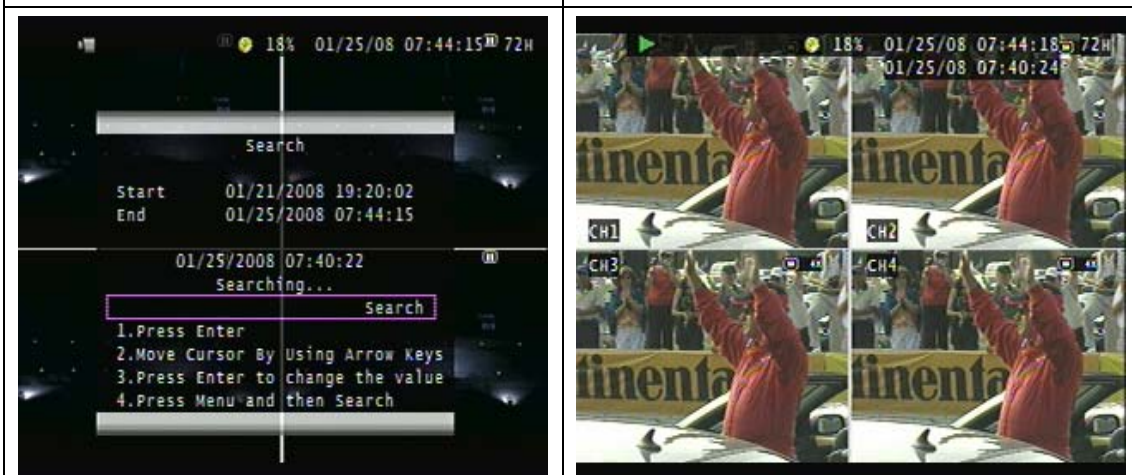 18% 01/25/08 07:44:15 72H
Search
Start 01/21/2008 19:20:02
End 01/25/2008 07:44:15
01/25/2008 07:40:22
Searching...
Search
1.Press Enter
2.Move Cursor By Using Arrow Keys
3.Press Enter to change the value
4.Press Menu and then Search
18% 01/25/08 07:44:18 72H
01/25/08 07:40:24
tinenta tinenta
CH1 CH2
CH3 CH4
tinenta ntinenta